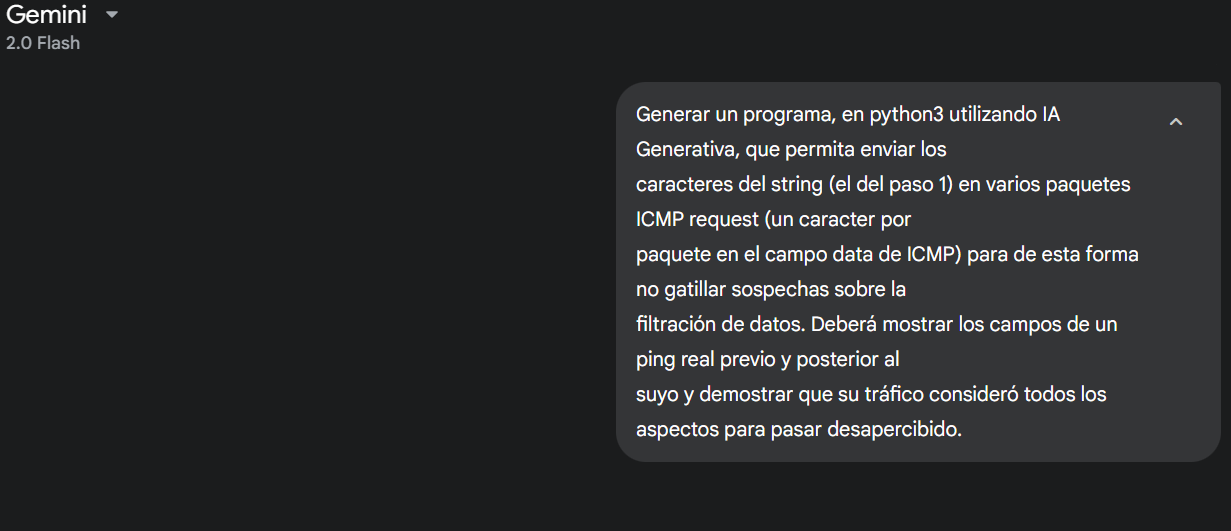 Gemini
2.0 Flash
Generar un programa, en python3 utilizando IA
Generativa, que permita enviar los
caracteres del string (el del paso 1) en varios paquetes
ICMP request (un caracter por
paquete en el campo data de ICMP) para de esta forma
no gatillar sospechas sobre la
filtración de datos. Deberá mostrar los campos de un
ping real previo y posterior al
suyo y demostrar que su tráfico consideró todos los
aspectos para pasar desapercibido.